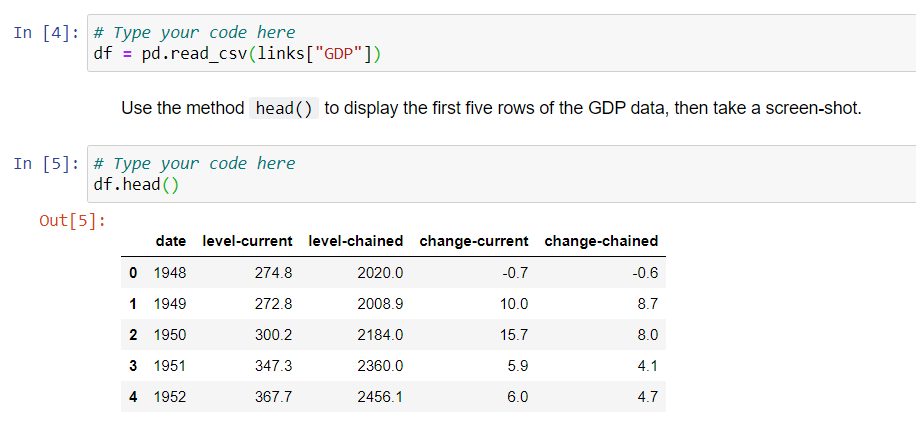 In [4]: # Type your code here
df = pd.read_csv(links["GDP"])
Use the method head() to display the first five rows of the GDP data, then take a screen-shot.
In [5]: # Type your code here
df.head()
Out[5]:
date level-current level-chained change-current change-chained
0 1948 274.8 2020.0 -0.7 -0.6
1 1949 272.8 2008.9 10.0 8.7
2 1950 300.2 2184.0 15.7 8.0
3 1951 347.3 2360.0 5.9 4.1
4 1952 367.7 2456.1 6.0 4.7